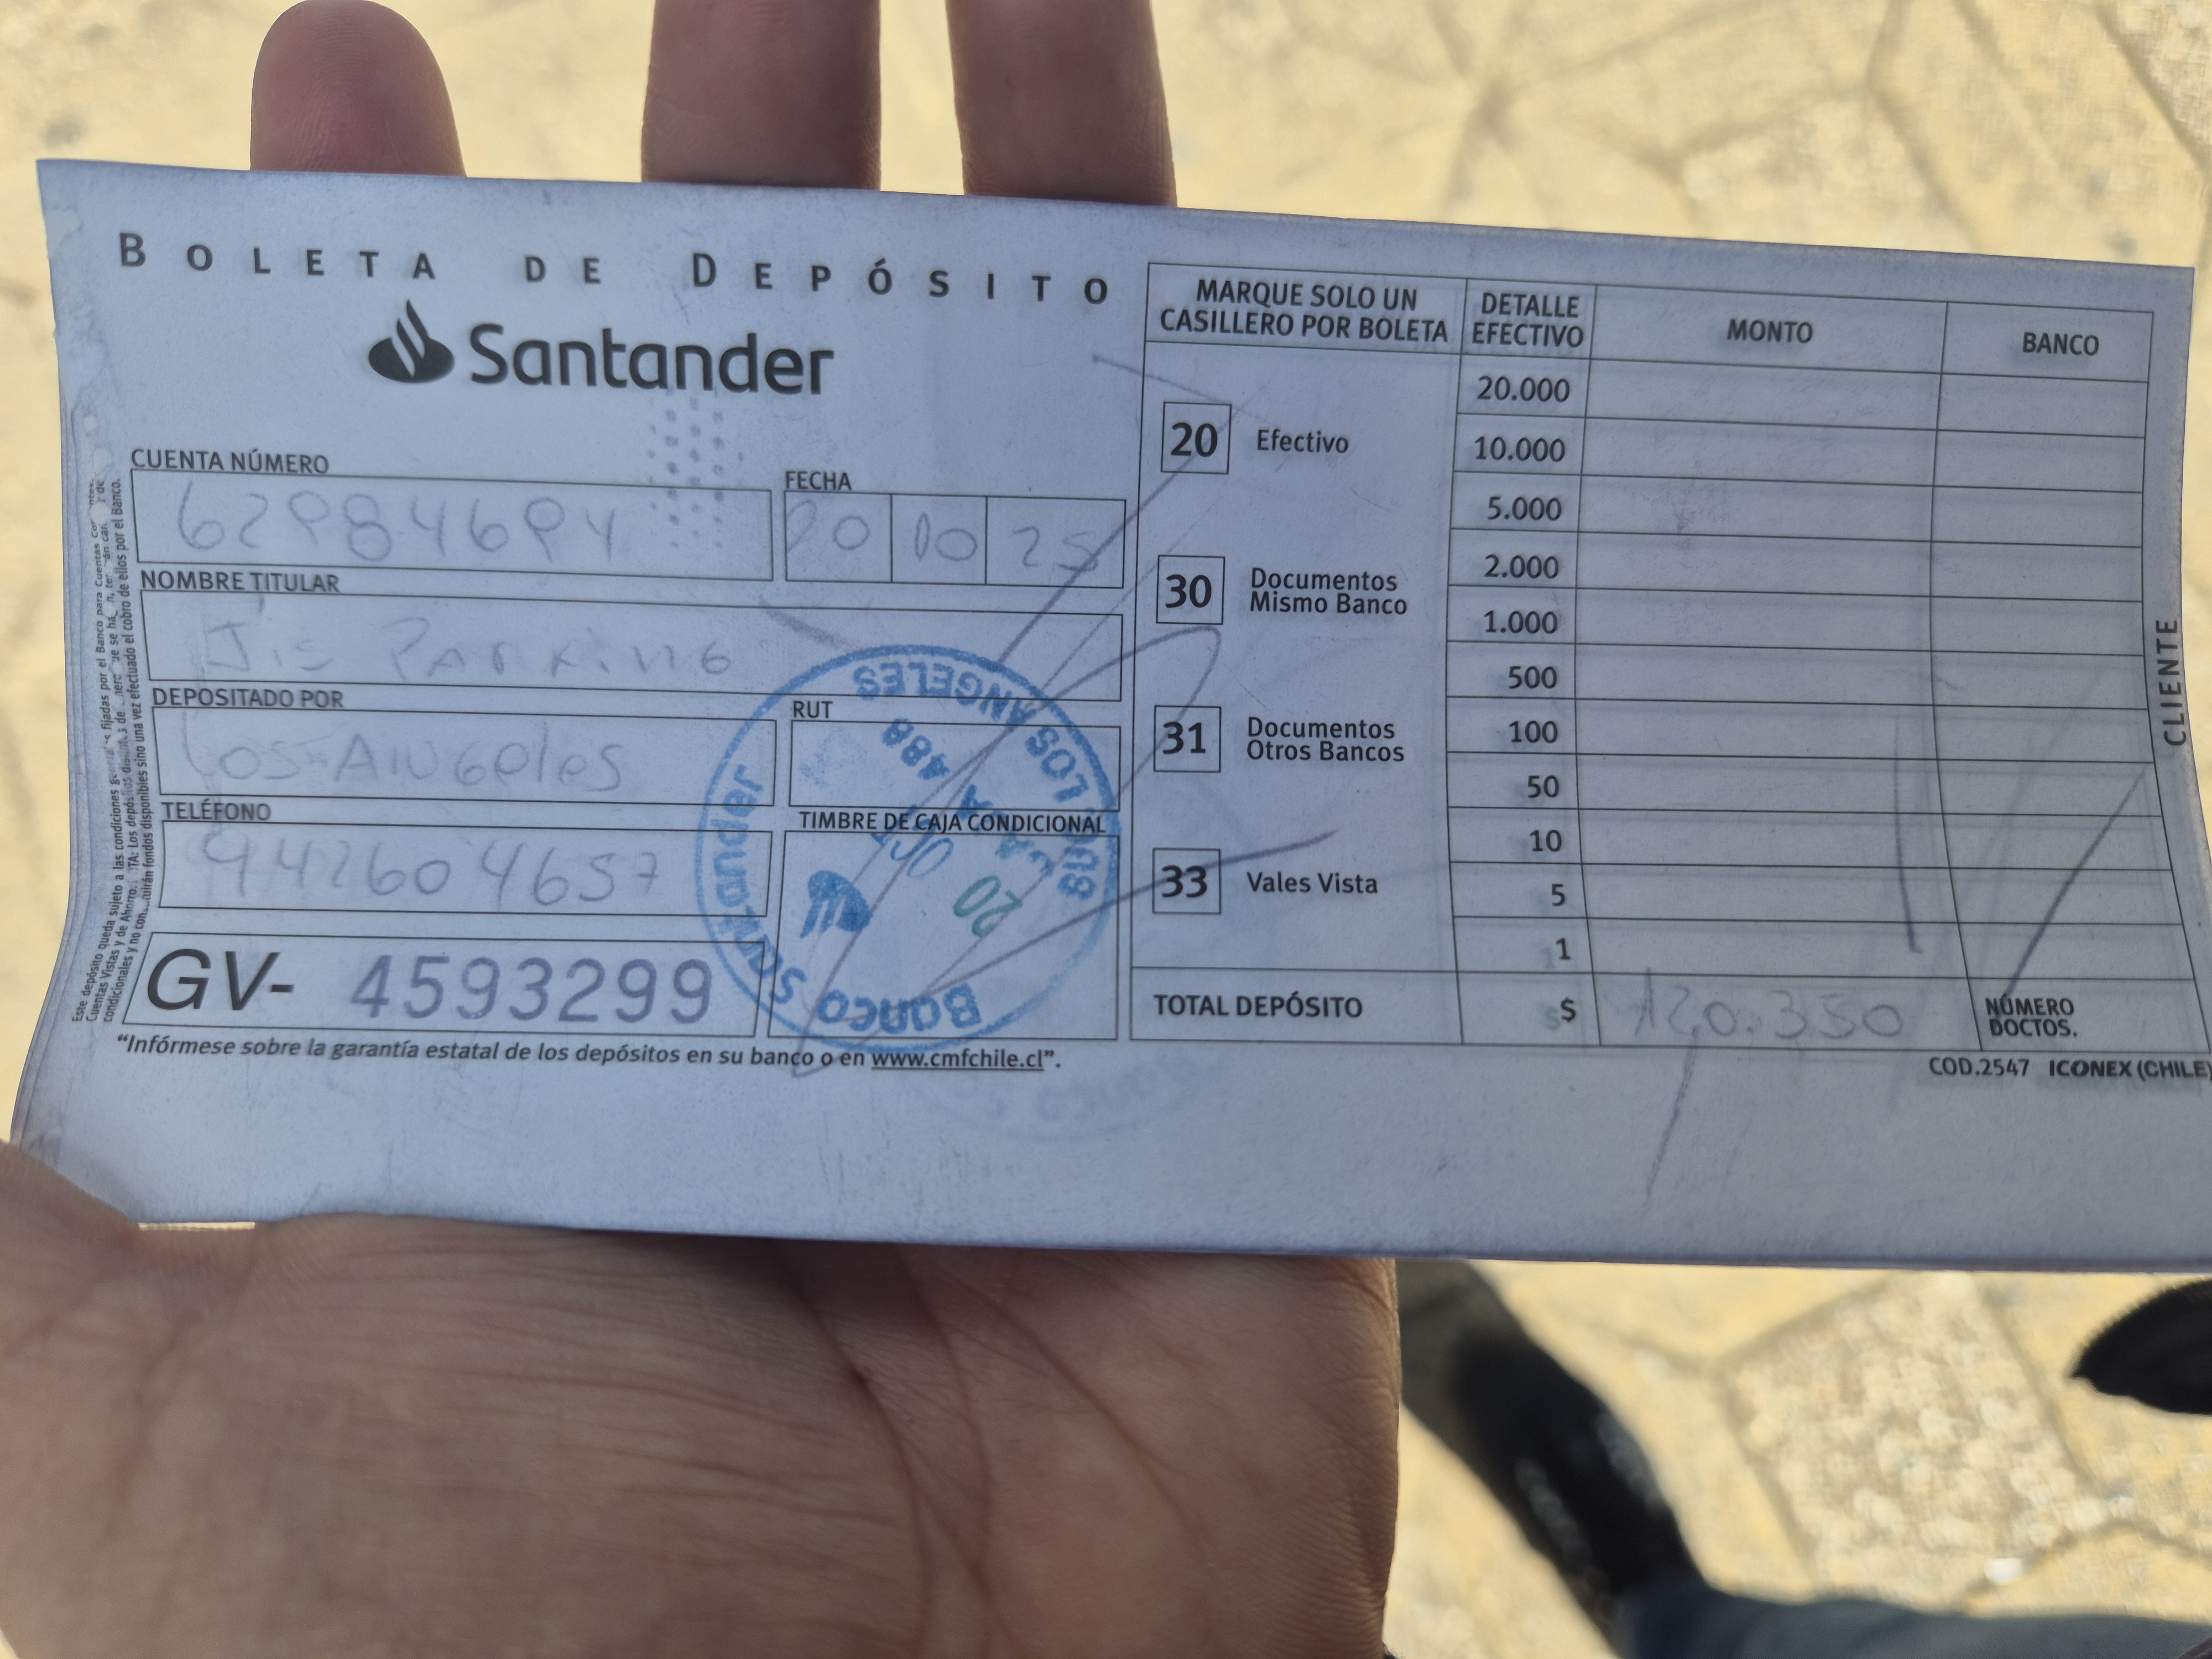 BOLETA DE DEPÓSITO
Santander
CUENTA NÚMERO
62984694
FECHA
20 10 25
NOMBRE TITULAR
Jis PArKiNG
DEPOSITADO POR
Los-ANGeles
RUT
TELÉFONO
942604657
TIMBRE DE CAJA CONDICIONAL
Banco Santander
SUC. LOS ANGELES
488
20
GV- 4593299
"Infórmese sobre la garantía estatal de los depósitos en su banco o en www.cmfchile.cl".
MARQUE SOLO UN
CASILLERO POR BOLETA
20 Efectivo
30 Documentos
Mismo Banco
31 Documentos
Otros Bancos
33 Vales Vista
DETALLE
EFECTIVO
MONTO
BANCO
20.000
10.000
5.000
2.000
1.000
500
100
50
10
5
1
TOTAL DEPÓSITO
$ 120.350
NÚMERO
DOCTOS.
CLIENTE
COD.2547 ICONEX (CHILE)